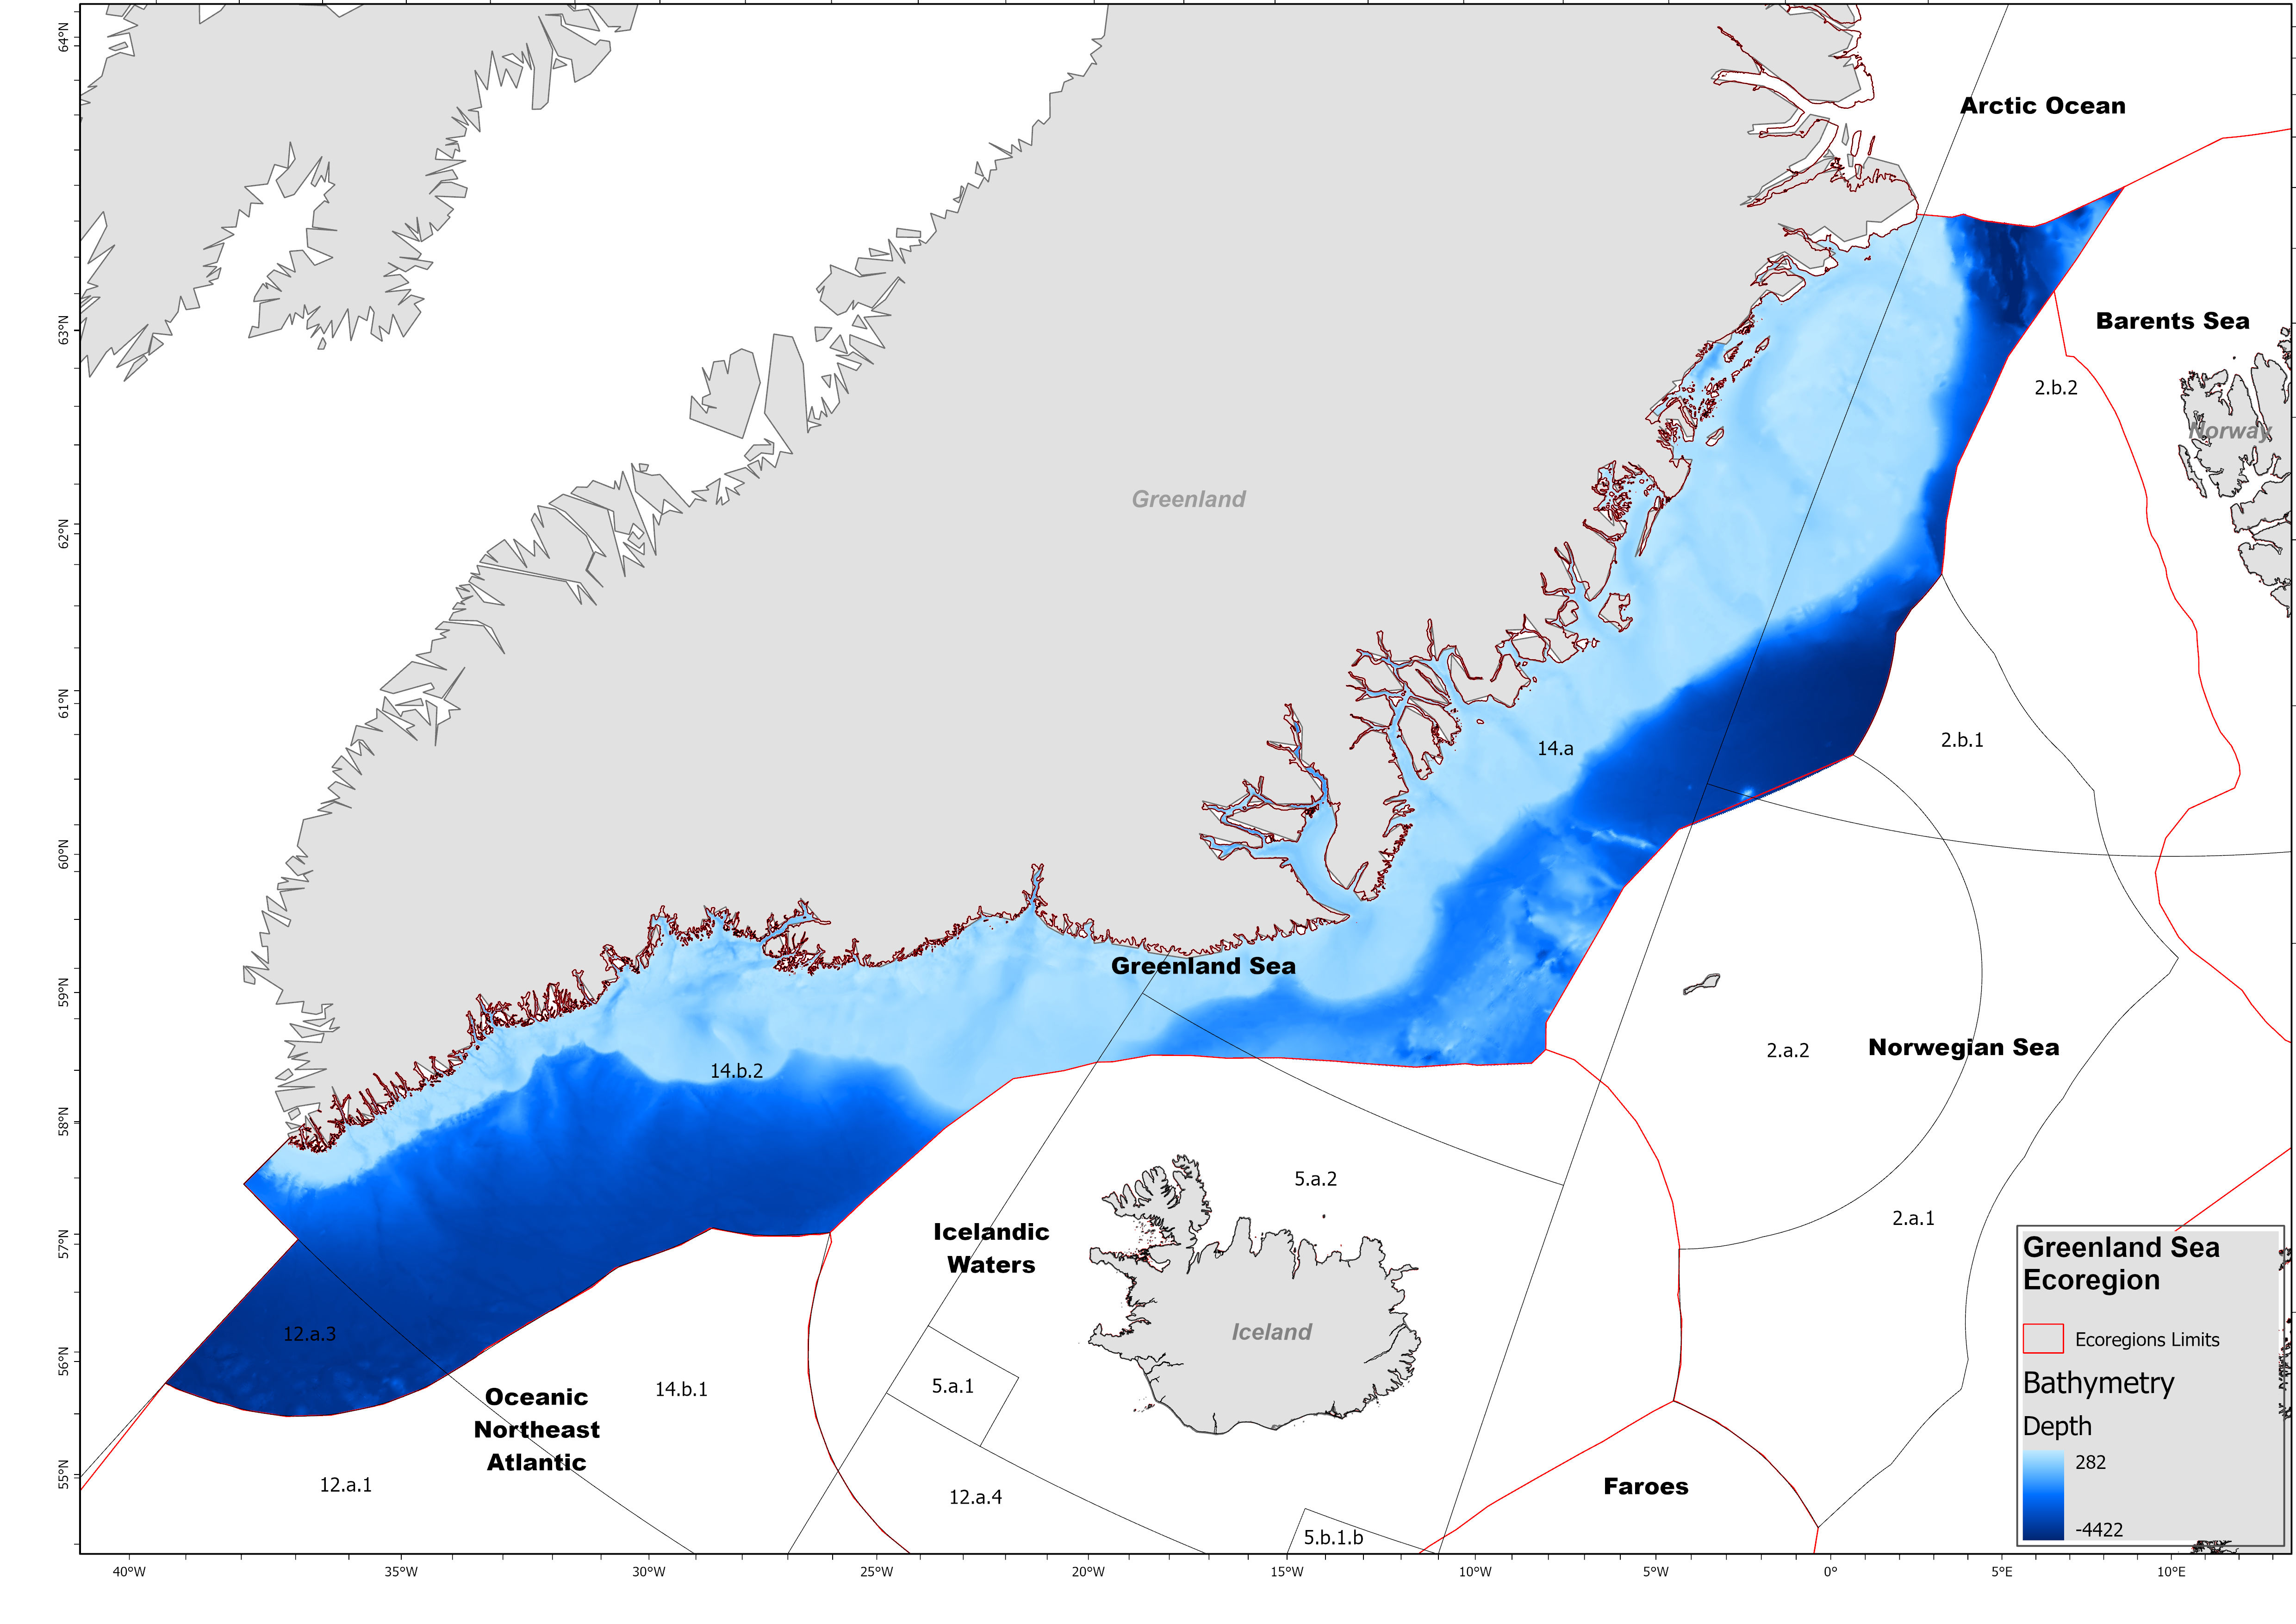 64°N
Arctic Ocean
63°N
Barents Sea
2.b.2
Norway
Greenland
62°N
61°N
14.a
2.b.1
60°N
Greenland Sea
59°N
14.b.2
2.a.2
Norwegian Sea
58°N
5.a.2
2.a.1
57°N
Icelandic
Waters
Greenland Sea
Ecoregion
12.a.3
Iceland
Ecoregions Limits
56°N
14.b.1
5.a.1
Bathymetry
Oceanic
Northeast
Atlantic
Depth
282
-4422
55°N
12.a.1
12.a.4
Faroes
5.b.1.b
40°W
35°W
30°W
25°W
20°W
15°W
10°W
5°W
0°
5°E
10°E